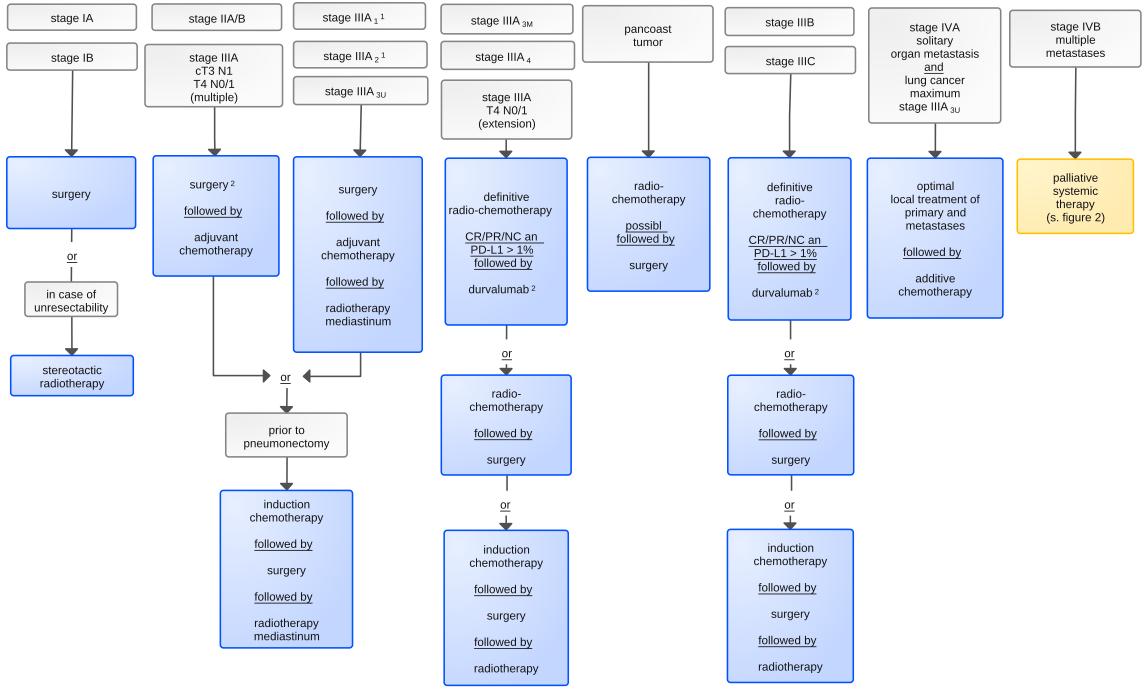 stage IA
stage IB
surgery
or
in case of
unresectability
stereotactic
radiotherapy
stage IIA/B
stage IIIA
cT3 N1
T4 N0/1
(multiple)
surgery 2
followed by
adjuvant
chemotherapy
stage IIIA 1 1
stage IIIA 2 1
stage IIIA 3U
surgery
followed by
adjuvant
chemotherapy
followed by
radiotherapy
mediastinum
or
prior to
pneumonectomy
induction
chemotherapy
followed by
surgery
followed by
radiotherapy
mediastinum
stage IIIA 3M
stage IIIA 4
stage IIIA
T4 N0/1
(extension)
definitive
radio-chemotherapy
CR/PR/NC an
PD-L1 > 1%
followed by
durvalumab 2
or
radio-
chemotherapy
followed by
surgery
or
induction
chemotherapy
followed by
surgery
followed by
radiotherapy
pancoast
tumor
radio-
chemotherapy
possibl
followed by
surgery
stage IIIB
stage IIIC
definitive
radio-
chemotherapy
CR/PR/NC an
PD-L1 > 1%
followed by
durvalumab 2
or
radio-
chemotherapy
followed by
surgery
or
induction
chemotherapy
followed by
surgery
followed by
radiotherapy
stage IVA
solitary
organ metastasis
and
lung cancer
maximum
stage IIIA 3U
optimal
local treatment of
primary and
metastases
followed by
additive
chemotherapy
stage IVB
multiple
metastases
palliative
systemic
therapy
(s. figure 2)